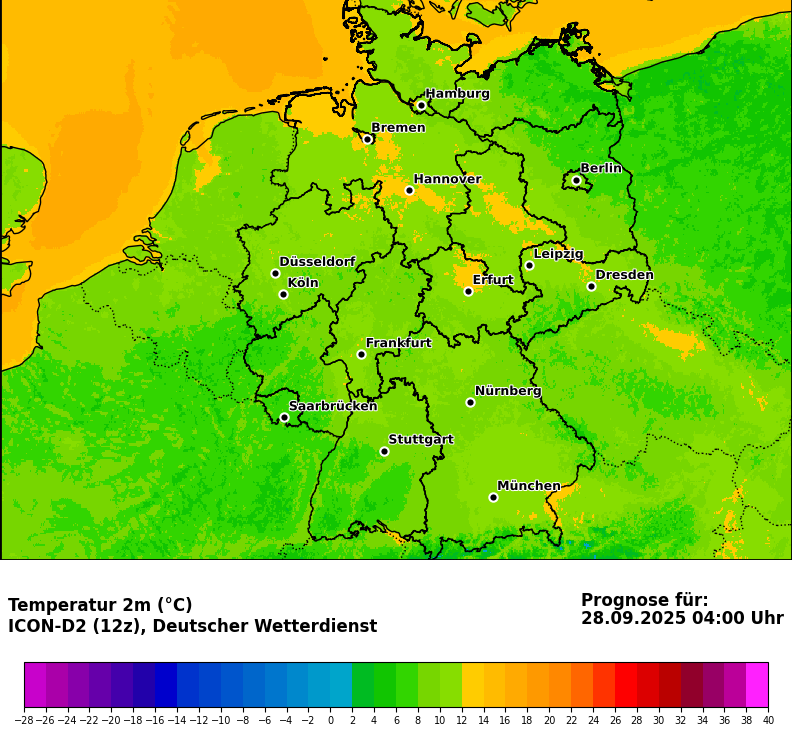 Hamburg
Bremen
Berlin
Hannover
Leipzig
Düsseldorf
Dresden
Köln
Erfurt
Frankfurt
Nürnberg
Saarbrücken
Stuttgart
München
Temperatur 2m (°C)
ICON-D2 (12z), Deutscher Wetterdienst
Prognose für:
28.09.2025 04:00 Uhr
−28 −26 −24 −22 −20 −18 −16 −14 −12 −10 −8 −6 −4 −2 0 2 4 6 8 10 12 14 16 18 20 22 24 26 28 30 32 34 36 38 40